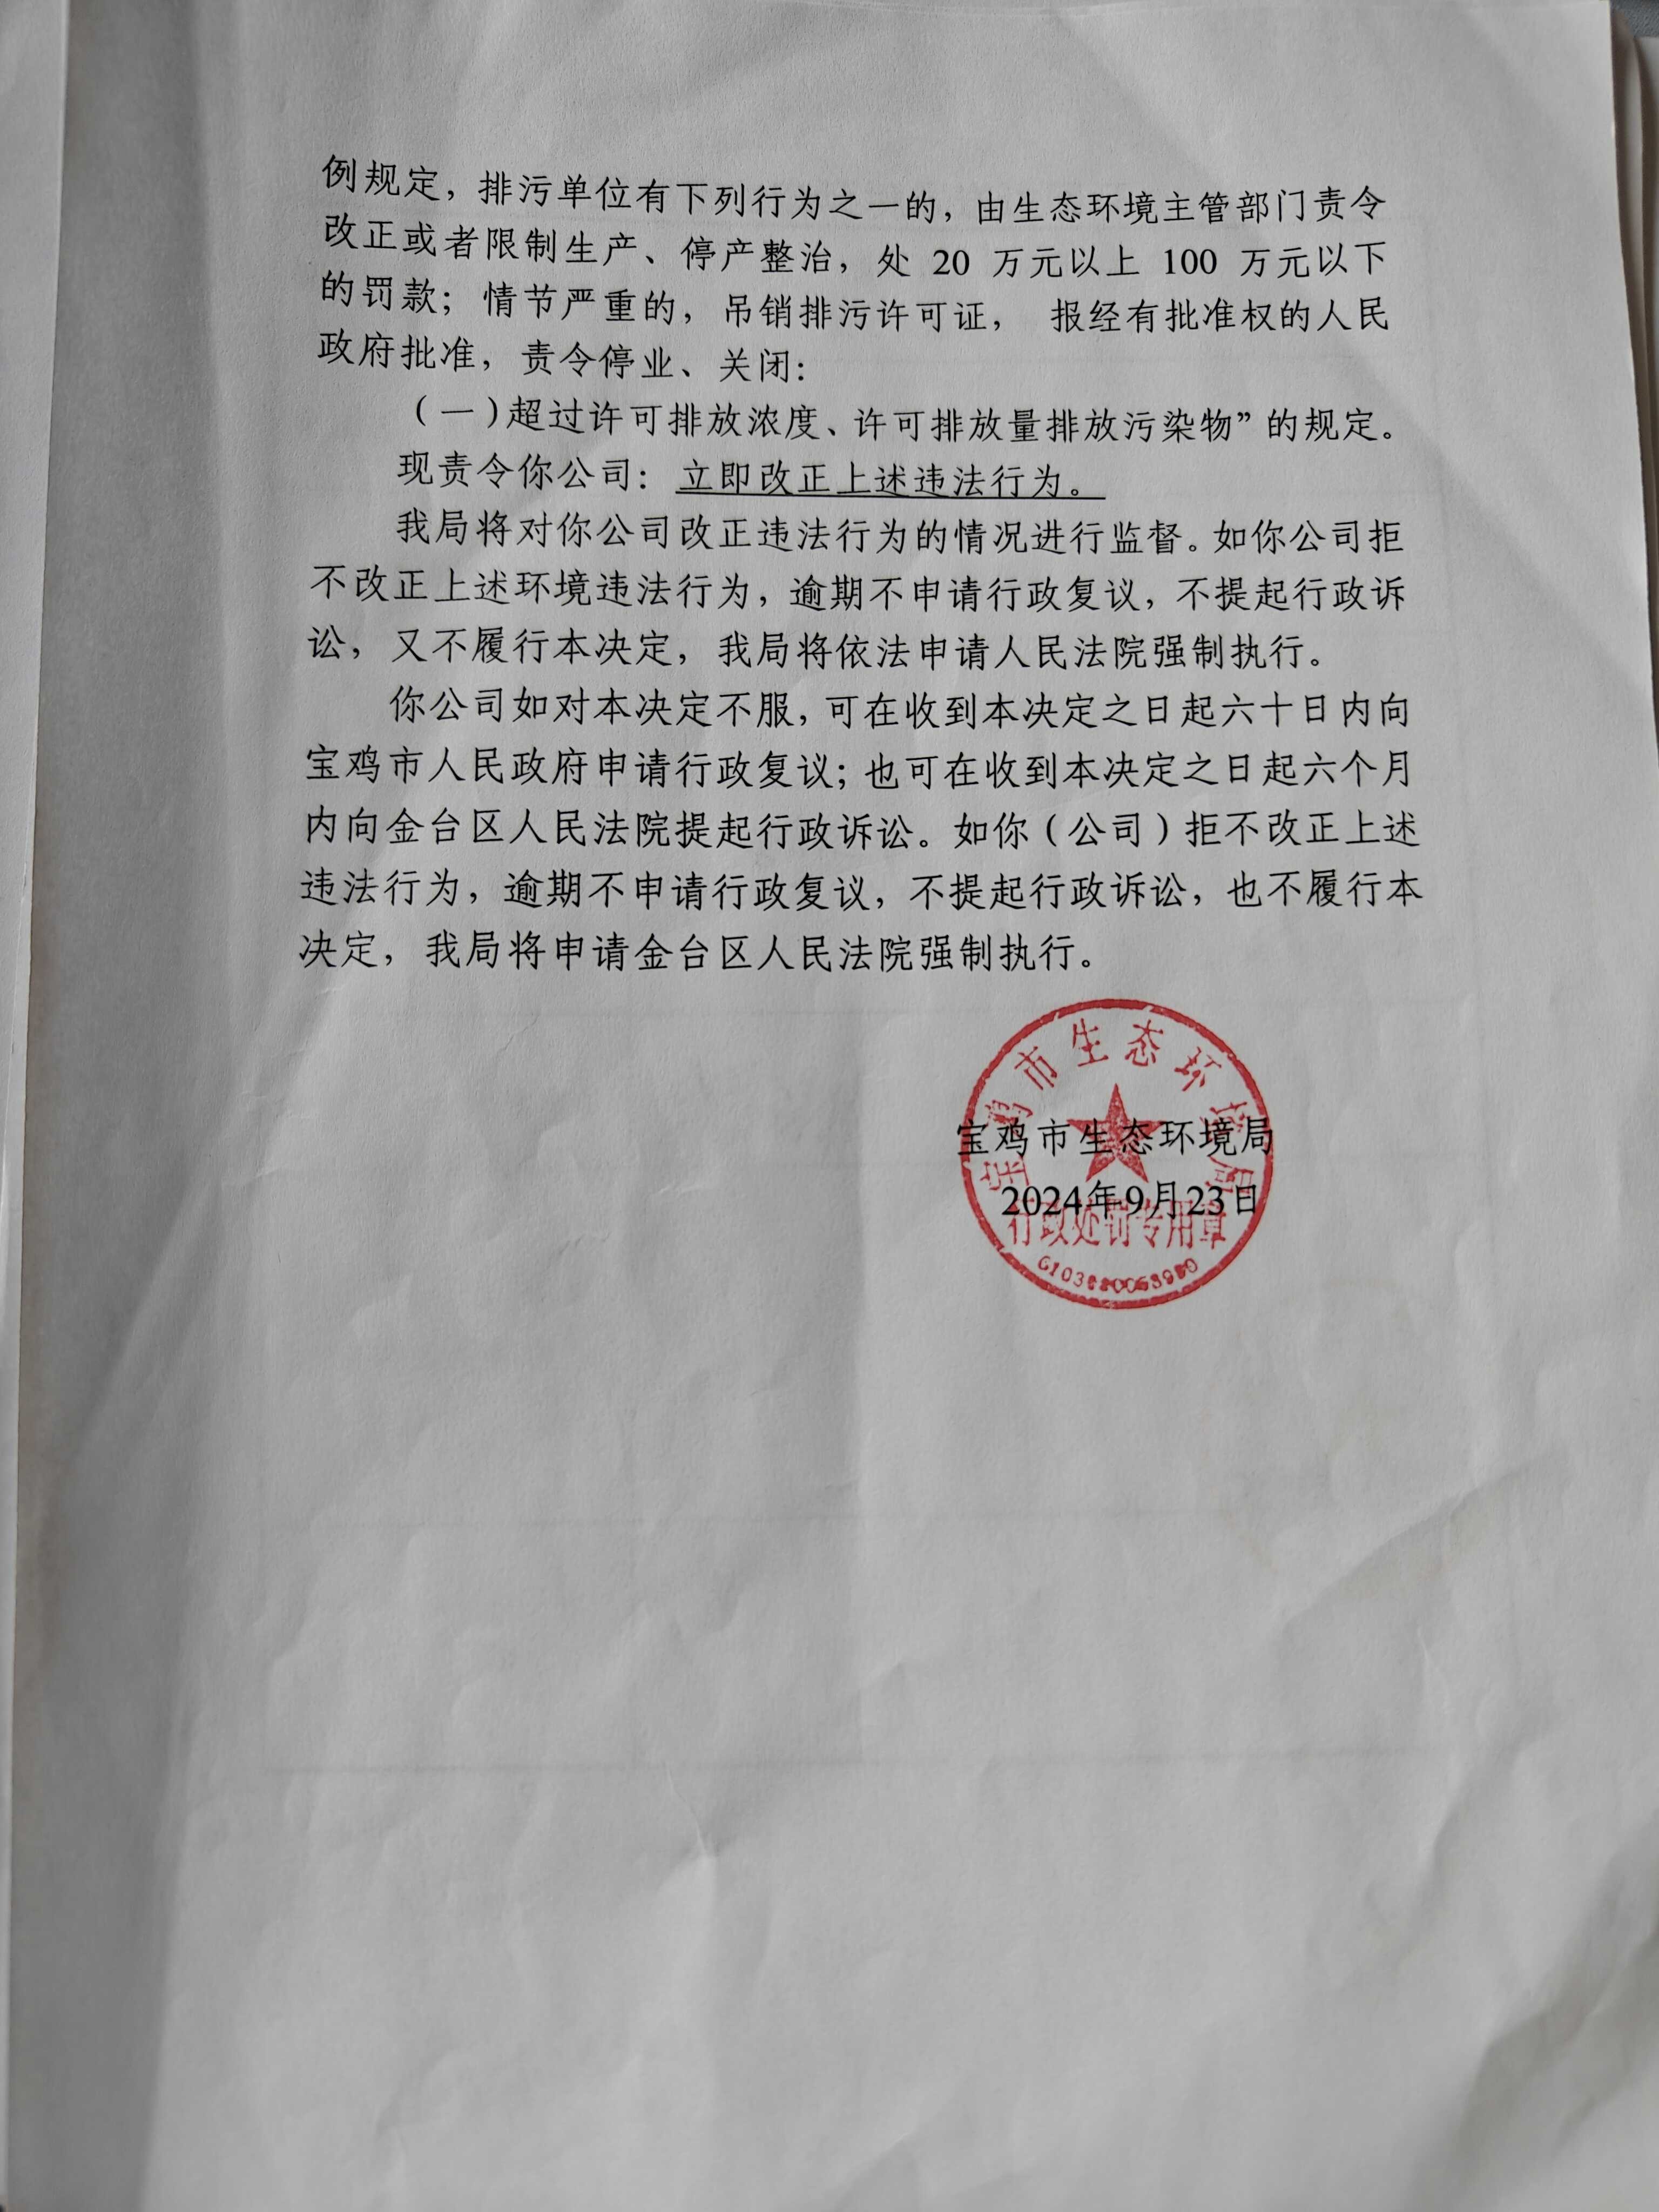 例规定，排污单位有下列行为之一的，由生态环境主管部门责令
改正或者限制生产、停产整治，处 20 万元以上 100 万元以下
的罚款；情节严重的，吊销排污许可证， 报经有批准权的人民
政府批准，责令停业、关闭：
（一）超过许可排放浓度、许可排放量排放污染物”的规定。
现责令你公司：立即改正上述违法行为。
我局将对你公司改正违法行为的情况进行监督。如你公司拒
不改正上述环境违法行为，逾期不申请行政复议，不提起行政诉
讼，又不履行本决定，我局将依法申请人民法院强制执行。
你公司如对本决定不服，可在收到本决定之日起六十日内向
宝鸡市人民政府申请行政复议；也可在收到本决定之日起六个月
内向金台区人民法院提起行政诉讼。如你（公司）拒不改正上述
违法行为，逾期不申请行政复议，不提起行政诉讼，也不履行本
决定，我局将申请金台区人民法院强制执行。
宝鸡市生态环境局
宝鸡市生态环境局
2024年9月23日
行政处罚专用章